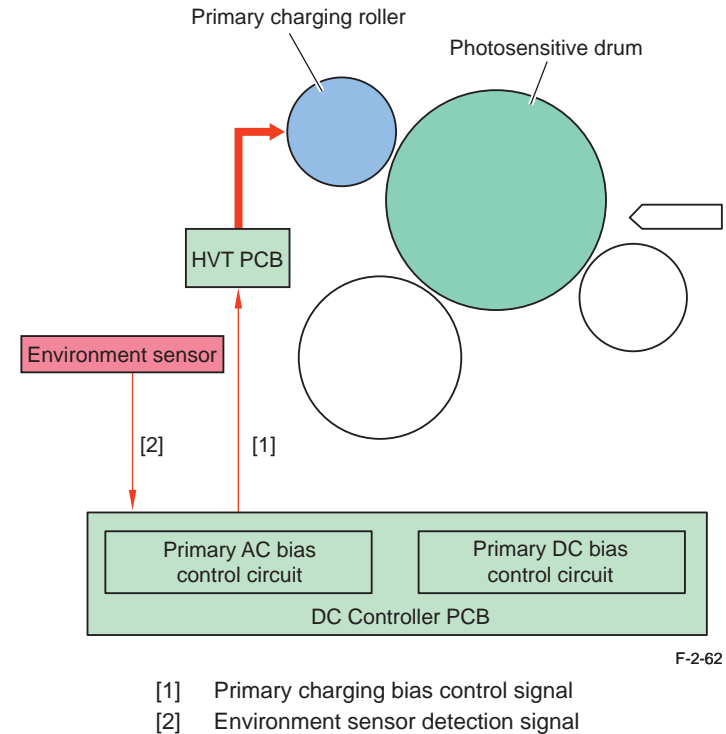 Primary charging roller
Photosensitive drum
HVT PCB
Environment sensor
[2]
[1]
Primary AC bias
control circuit
Primary DC bias
control circuit
DC Controller PCB
F-2-62
[1] Primary charging bias control signal
[2] Environment sensor detection signal